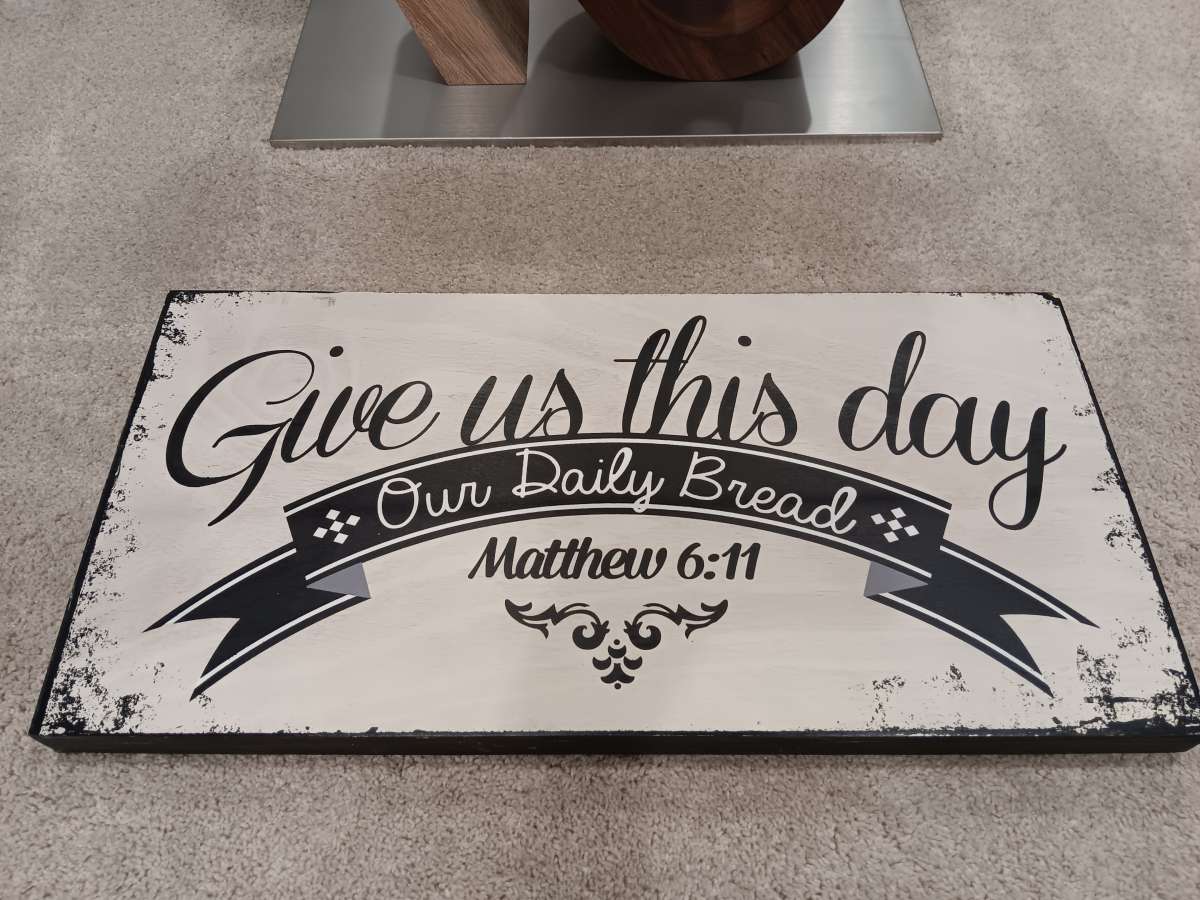 Give us this day
Our Daily Bread
Matthew 6:11